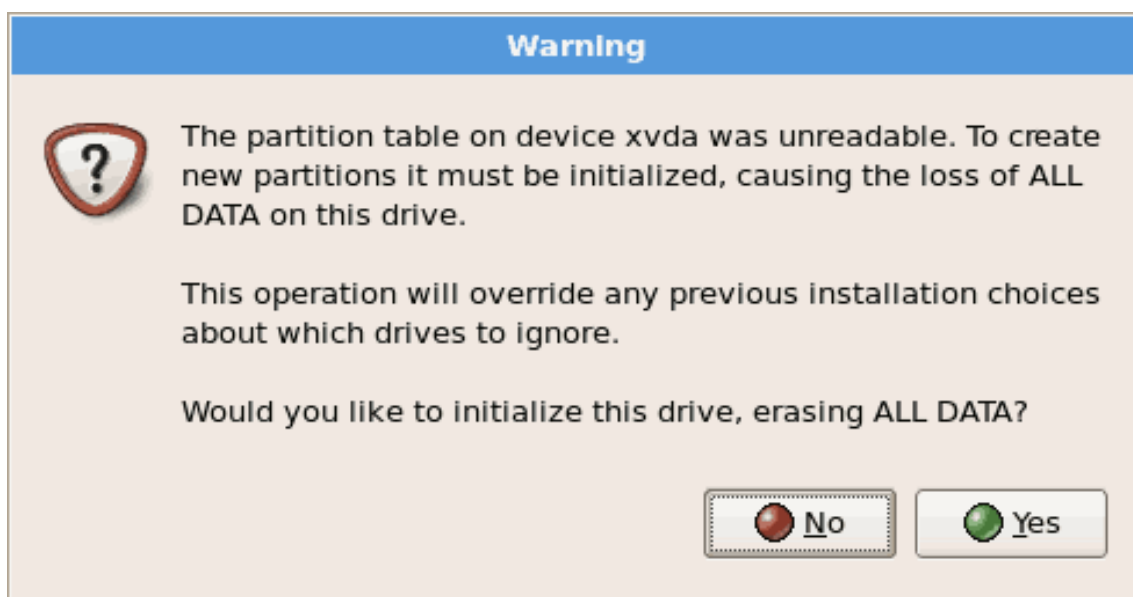 Warning
?
The partition table on device xvda was unreadable. To create
new partitions it must be initialized, causing the loss of ALL
DATA on this drive.
This operation will override any previous installation choices
about which drives to ignore.
Would you like to initialize this drive, erasing ALL DATA?
No Yes